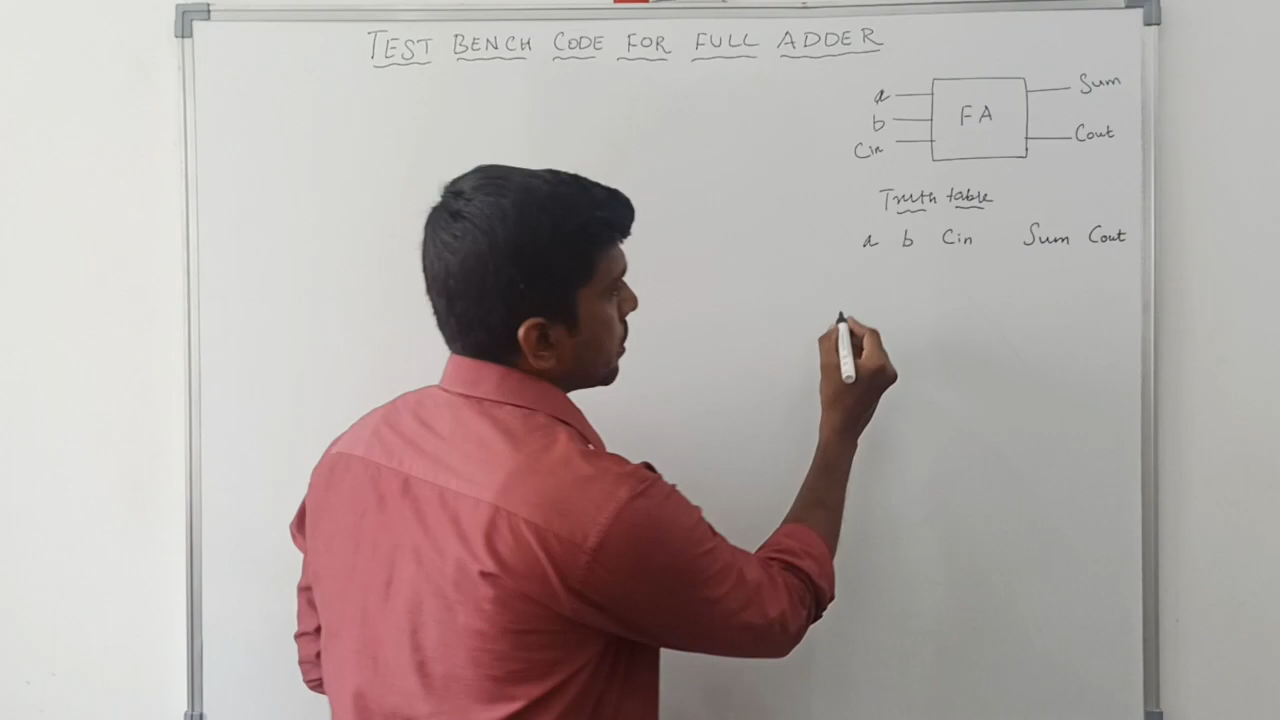 TEST BENCH CODE FOR FULL ADDER
a
b
Cin
FA
Sum
Cout
Truth table
a b Cin Sum Cout